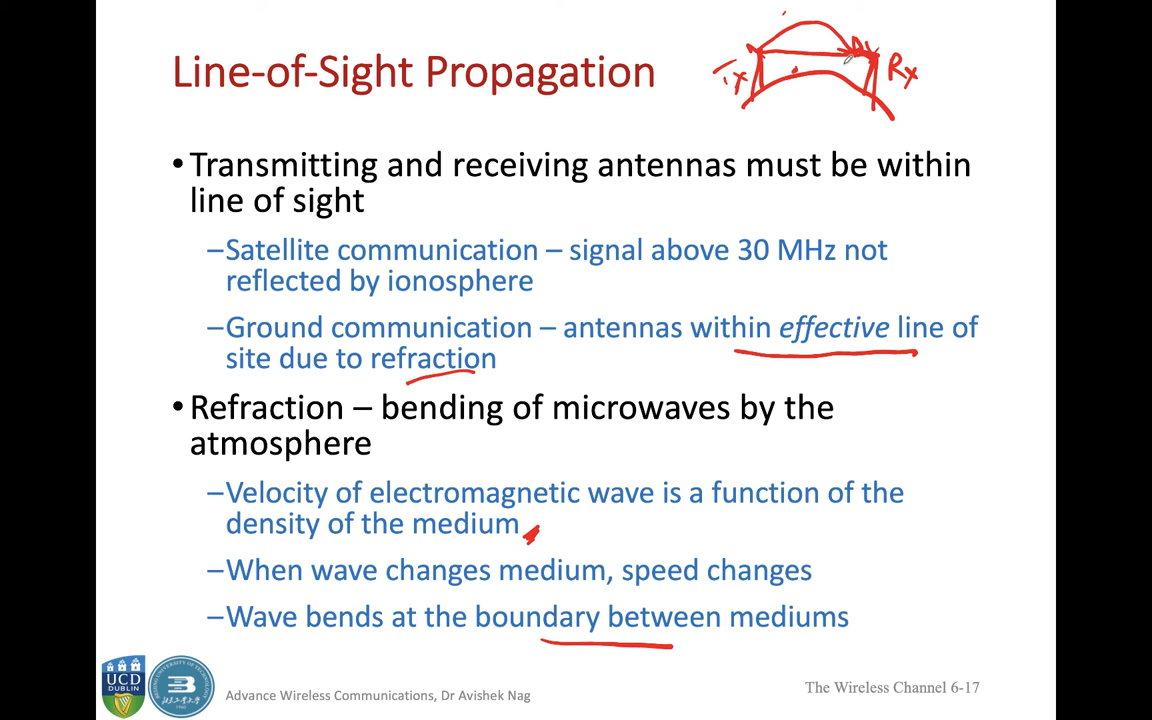 Line-of-Sight Propagation
Tx
Rx
•Transmitting and receiving antennas must be within
line of sight
–Satellite communication – signal above 30 MHz not
reflected by ionosphere
–Ground communication – antennas within effective line of
site due to refraction
•Refraction – bending of microwaves by the
atmosphere
–Velocity of electromagnetic wave is a function of the
density of the medium
–When wave changes medium, speed changes
–Wave bends at the boundary between mediums
UCD
DUBLIN
Advance Wireless Communications, Dr Avishek Nag
The Wireless Channel 6-17